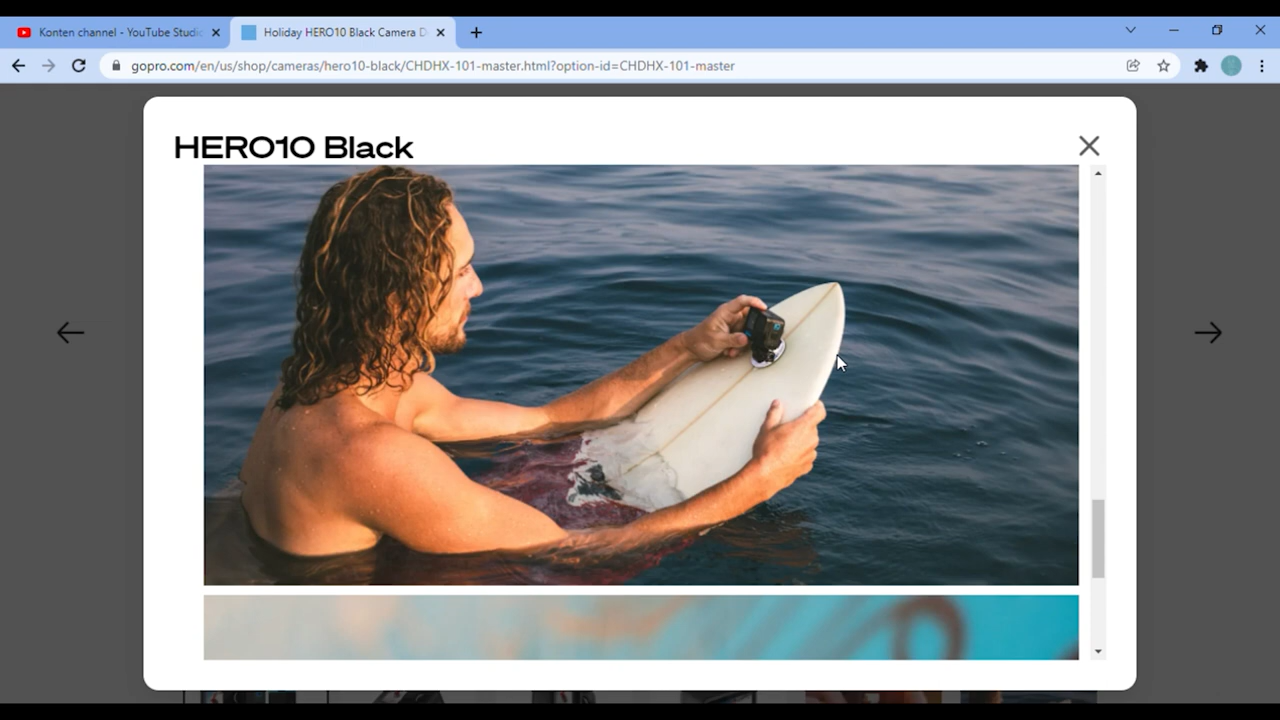 Konten channel - YouTube Studio
Holiday HERO10 Black Camera D
gopro.com/en/us/shop/cameras/hero10-black/CHDHX-101-master.html?option-id=CHDHX-101-master
HERO10 Black